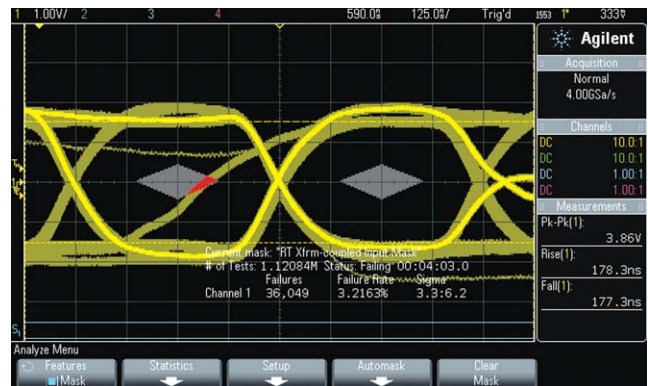 1 1.00V/ 2 3 4 590.0s 125.0s/ Trig'd 1553 1
Agilent
Acquisition
Normal
4.00GSa/s
Channels
DC 10.0:1
DC 10.0:1
DC 1.00:1
DC 1.00:1
Measurements
Pk-Pk(1):
3.86V
Rise(1):
178.3ns
Fall(1):
177.3ns
Current mask: "RT Xfrm-coupled Input Mask"
# of Tests: 1.12084M Status: Failing 00:04:03.0
Failures Failure Rate Sigma
Channel 1 36,049 3.2163% 3.3:6.2
Analyze Menu
Features Statistics Setup Automask Clear
Mask Mask